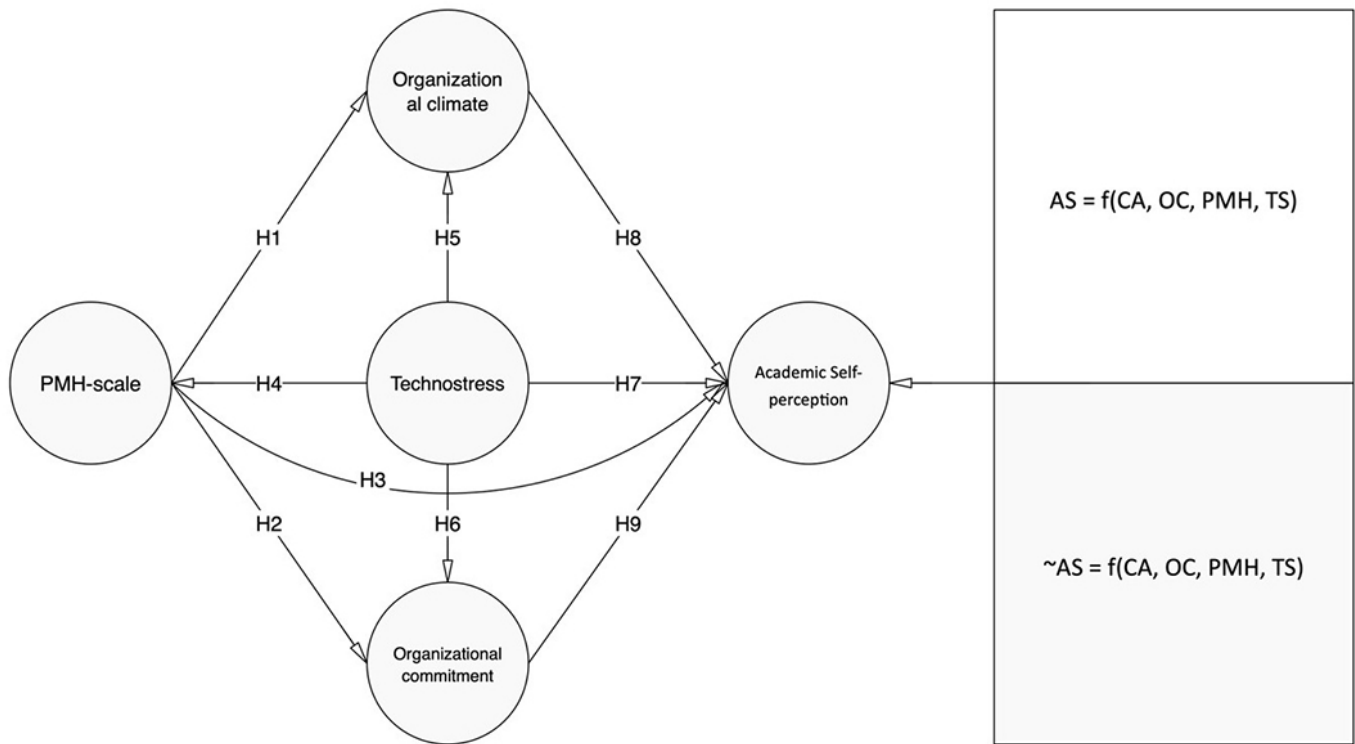 Organization
al climate
AS = f(CA, OC, PMH, TS)
H1
H5
H8
PMH-scale
H4
Technostress
H7
Academic Self-
perception
H3
H2
H6
H9
~AS = f(CA, OC, PMH, TS)
Organizational
commitment